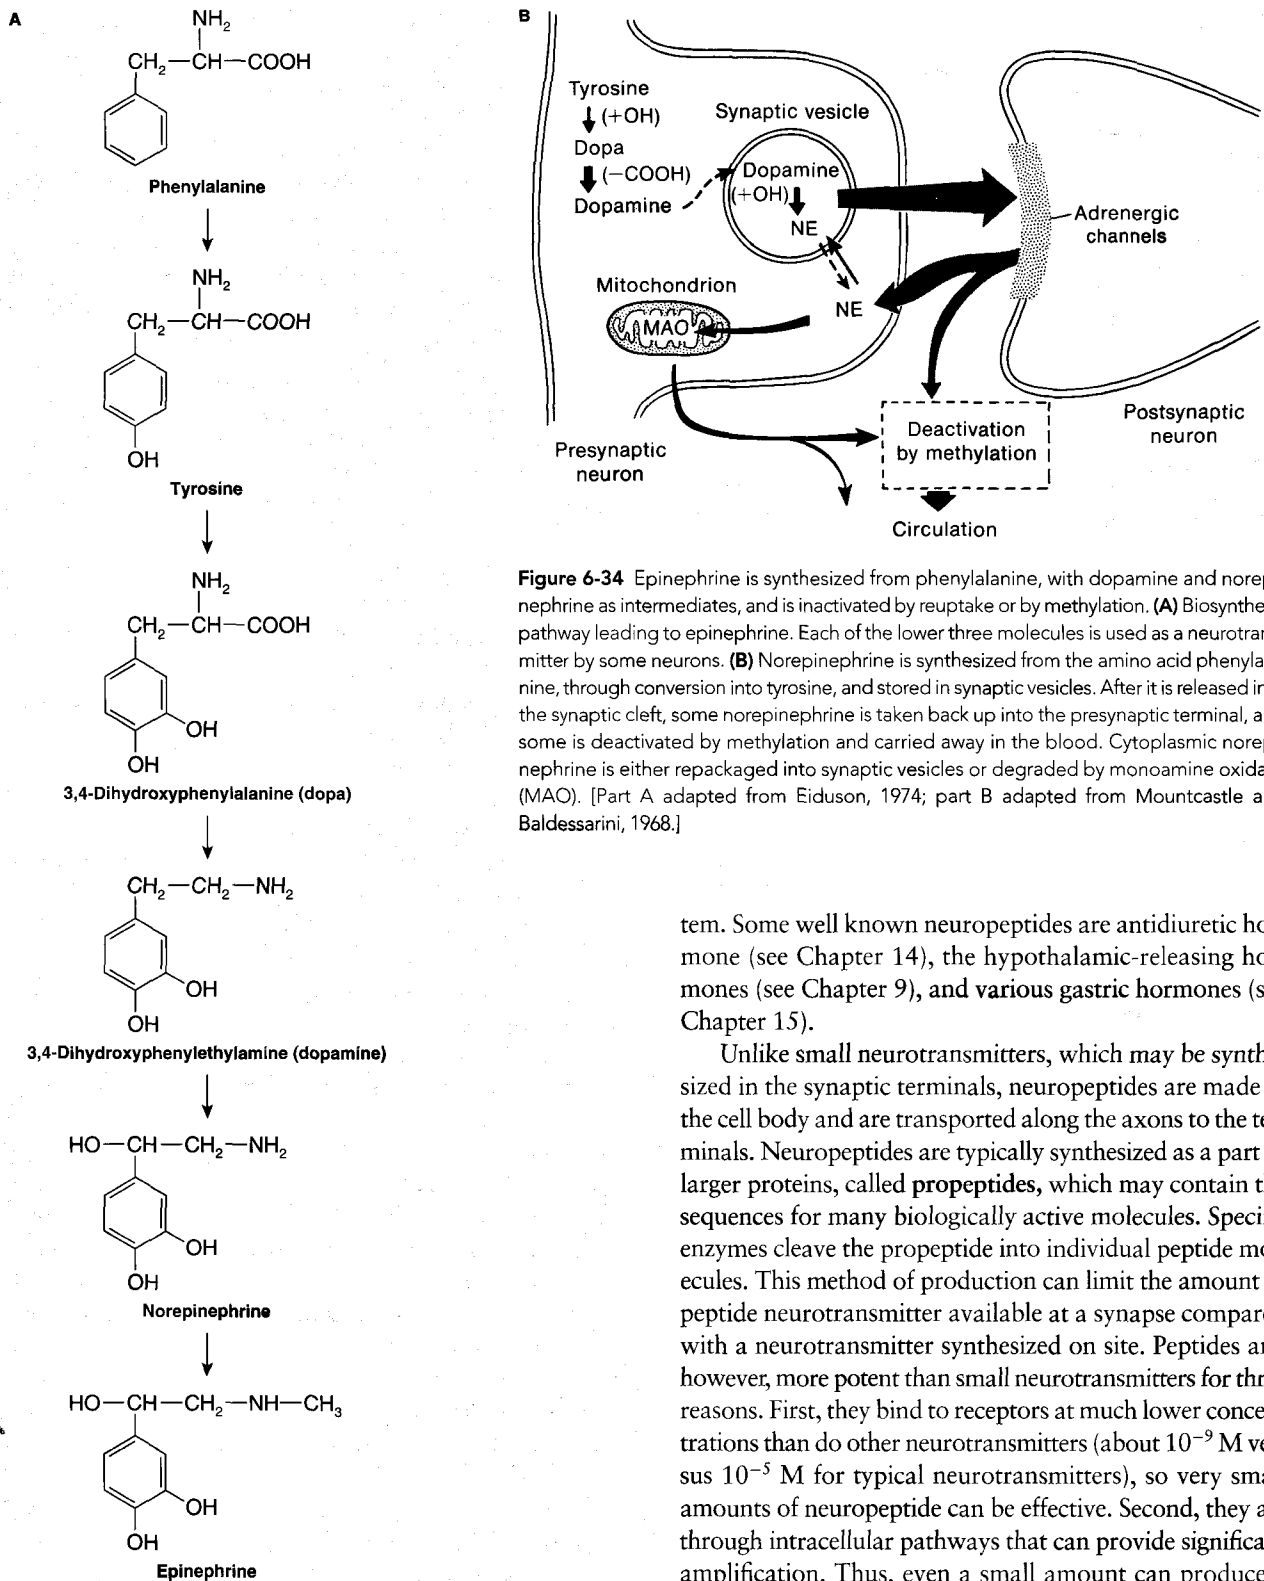 A
NH2
CH2—CH—COOH
Phenylalanine
NH2
CH2—CH—COOH
OH
Tyrosine
NH2
CH2—CH—COOH
OH
OH
3,4-Dihydroxyphenylalanine (dopa)
CH2—CH2—NH2
OH
OH
3,4-Dihydroxyphenylethylamine (dopamine)
HO—CH—CH2—NH2
OH
OH
Norepinephrine
HO—CH—CH2—NH—CH3
OH
OH
Epinephrine
B
Tyrosine
(+OH)
Dopa
(−COOH)
Dopamine
Synaptic vesicle
Dopamine
(+OH)
NE
Adrenergic
channels
Mitochondrion
MAO
NE
Presynaptic
neuron
Deactivation
by methylation
Circulation
Postsynaptic
neuron
Figure 6-34 Epinephrine is synthesized from phenylalanine, with dopamine and norep
nephrine as intermediates, and is inactivated by reuptake or by methylation. (A) Biosynthe
pathway leading to epinephrine. Each of the lower three molecules is used as a neurotran
mitter by some neurons. (B) Norepinephrine is synthesized from the amino acid phenyla
nine, through conversion into tyrosine, and stored in synaptic vesicles. After it is released in
the synaptic cleft, some norepinephrine is taken back up into the presynaptic terminal, a
some is deactivated by methylation and carried away in the blood. Cytoplasmic norep
nephrine is either repackaged into synaptic vesicles or degraded by monoamine oxida
(MAO). [Part A adapted from Eiduson, 1974; part B adapted from Mountcastle a
Baldessarini, 1968.]
tem. Some well known neuropeptides are antidiuretic ho
mone (see Chapter 14), the hypothalamic-releasing ho
mones (see Chapter 9), and various gastric hormones (s
Chapter 15).
Unlike small neurotransmitters, which may be synth
sized in the synaptic terminals, neuropeptides are made
the cell body and are transported along the axons to the te
minals. Neuropeptides are typically synthesized as a part
larger proteins, called propeptides, which may contain t
sequences for many biologically active molecules. Speci
enzymes cleave the propeptide into individual peptide mo
ecules. This method of production can limit the amount
peptide neurotransmitter available at a synapse compare
with a neurotransmitter synthesized on site. Peptides ar
however, more potent than small neurotransmitters for thr
reasons. First, they bind to receptors at much lower conce
trations than do other neurotransmitters (about 10⁻⁹ M ve
sus 10⁻⁵ M for typical neurotransmitters), so very sma
amounts of neuropeptide can be effective. Second, they a
through intracellular pathways that can provide significa
amplification. Thus, even a small amount can produce